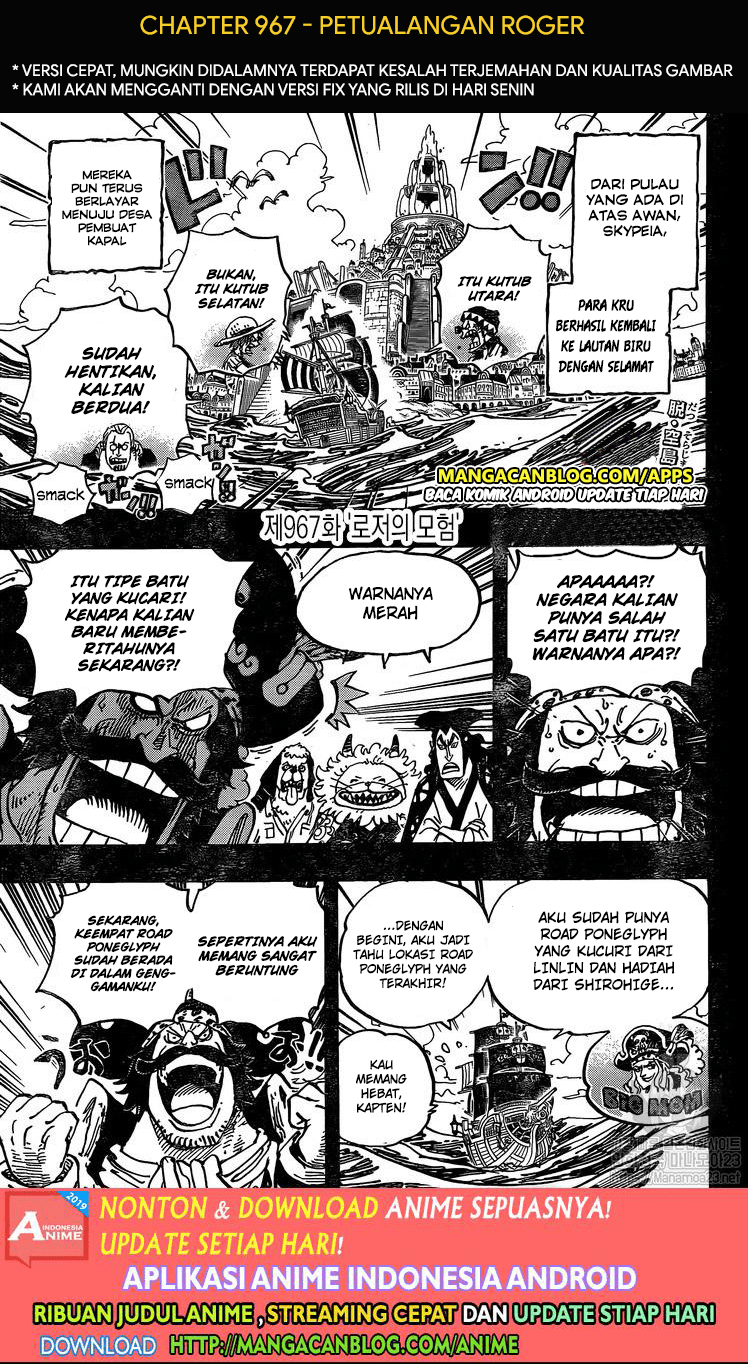 CHAPTER 967 - PETUALANGAN ROGER
* VERSI CEPAT, MUNGKIN DIDALAMNYA TERDAPAT KESALAH TERJEMAHAN DAN KUALITAS GAMBAR
* KAMI AKAN MENGGANTI DENGAN VERSI FIX YANG RILIS DI HARI SENIN
DARI PULAU
YANG ADA DI
ATAS AWAN,
SKYPEIA,
PARA KRU
BERHASIL KEMBALI
KE LAUTAN BIRU
DENGAN SELAMAT
MEREKA
PUN TERUS
BERLAYAR
MENUJU DESA
PEMBUAT
KAPAL
ドン!!
ITU KUTUB
UTARA!
BUKAN,
ITU KUTUB
SELATAN!
SUDAH
HENTIKAN,
KALIAN
BERDUA!
smack
smack
脱・空島
MANGACANBLOG.COM/APPS
BACA KOMIK ANDROID UPDATE TIAP HARI
제967화 '로저의 모험'
APAAAAA?!
NEGARA KALIAN
PUNYA SALAH
SATU BATU ITU?!
WARNANYA APA?!
WARNANYA
MERAH
ITU TIPE BATU
YANG KUCARI!
KENAPA KALIAN
BARU MEMBE-
RITAHUNYA
SEKARANG?!
AKU SUDAH PUNYA
ROAD PONEGLYPH
YANG KUCURI DARI
LINLIN DAN HADIAH
DARI SHIROHIGE...
BIG MOM
...DENGAN
BEGINI, AKU JADI
TAHU LOKASI ROAD
PONEGLYPH YANG
TERAKHIR!
KAU
MEMANG
HEBAT,
KAPTEN!
SEPERTINYA AKU
MEMANG SANGAT
BERUNTUNG
SEKARANG,
KEEMPAT ROAD
PONEGLYPH
SUDAH BERADA
DI DALAM GENG-
GAMANKU!
2019
INDONESIA
ANIME
NONTON & DOWNLOAD ANIME SEPUASNYA!
UPDATE SETIAP HARI!
APLIKASI ANIME INDONESIA ANDROID
RIBUAN JUDUL ANIME , STREAMING CEPAT DAN UPDATE STIAP HARI
DOWNLOAD HTTP://MANGACANBLOG.COM/ANIME